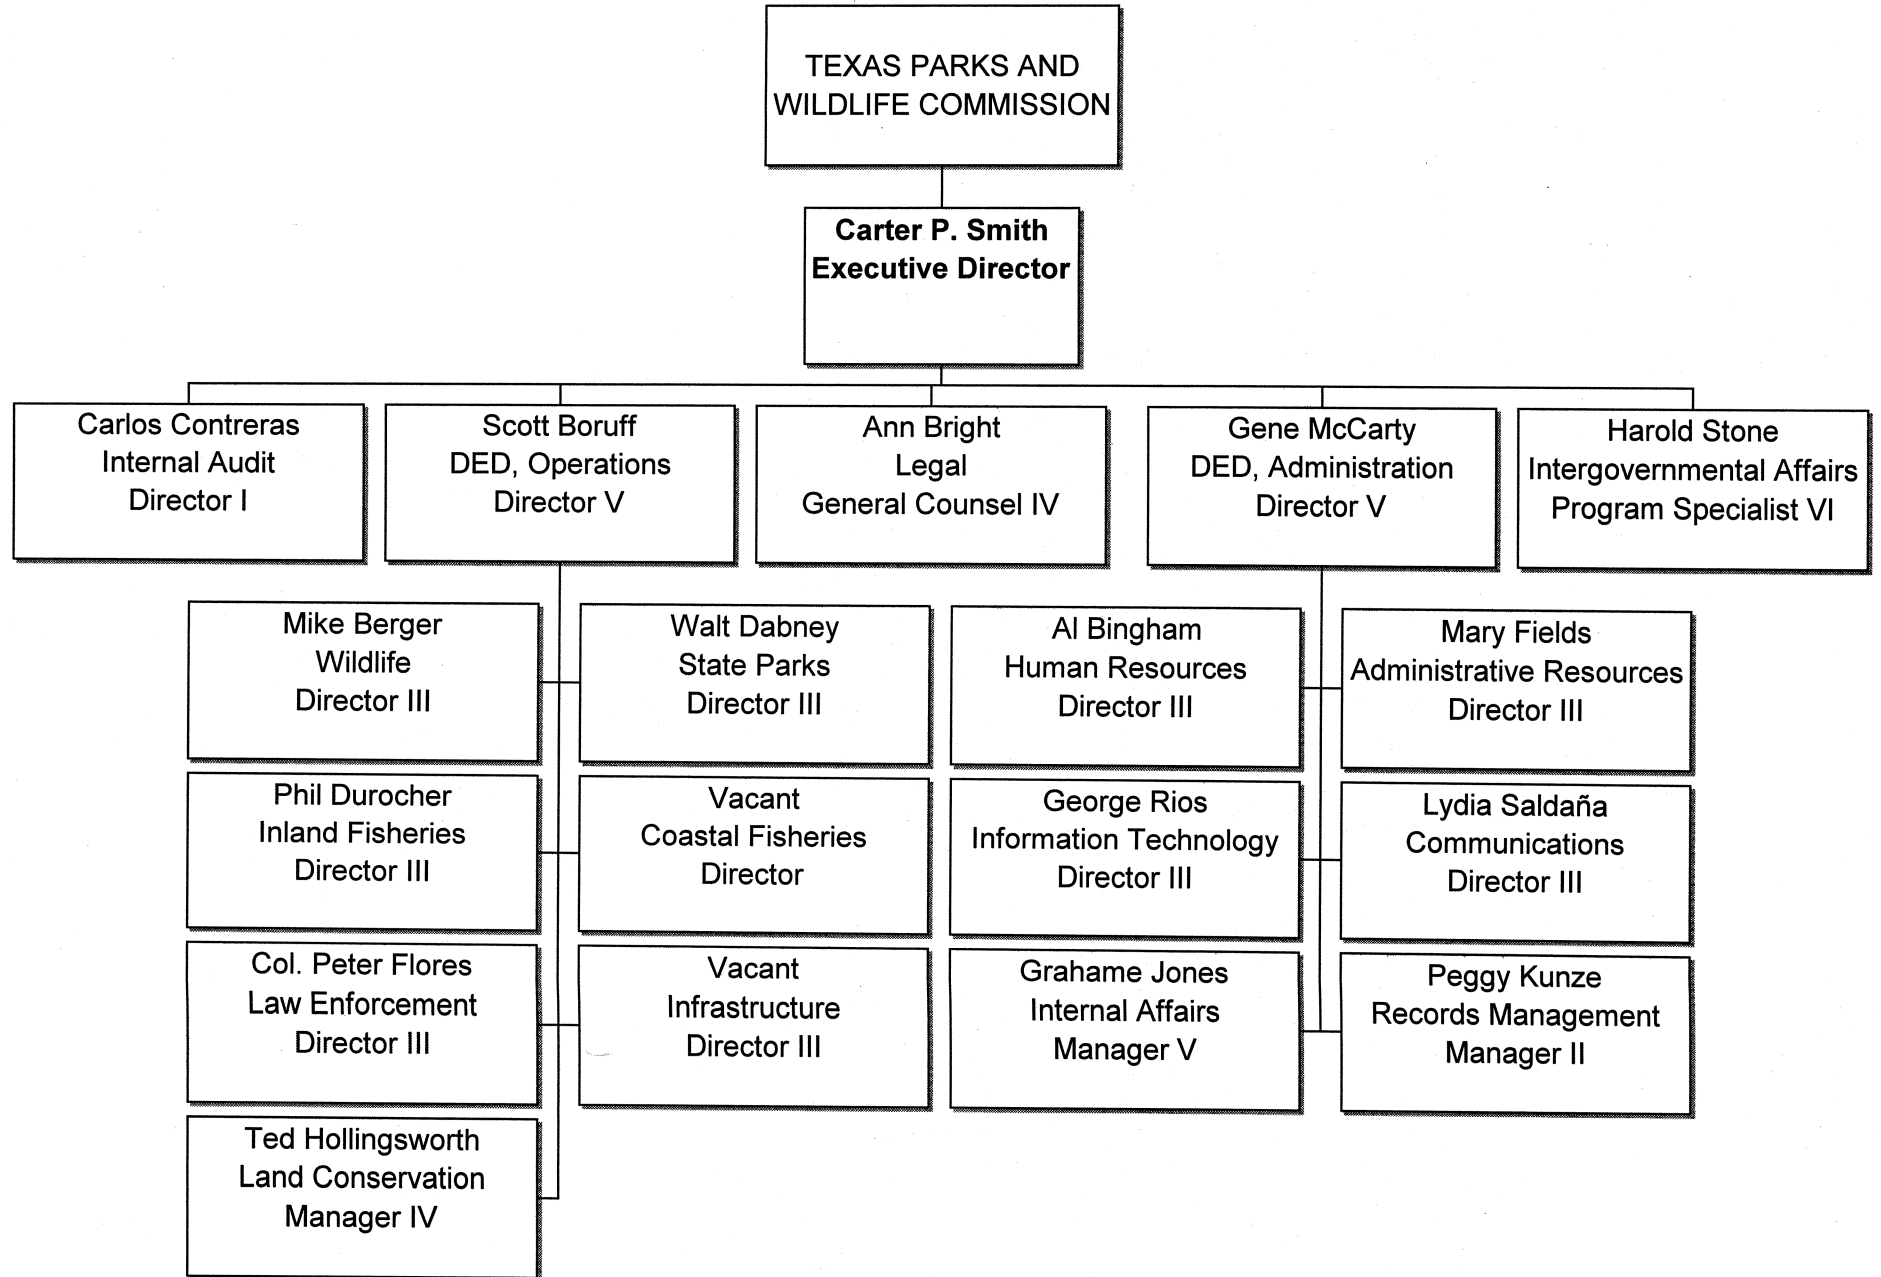 TEXAS PARKS AND
WILDLIFE COMMISSION
Carter P. Smith
Executive Director
Carlos Contreras
Internal Audit
Director I
Scott Boruff
DED, Operations
Director V
Ann Bright
Legal
General Counsel IV
Gene McCarty
DED, Administration
Director V
Harold Stone
Intergovernmental Affairs
Program Specialist VI
Mike Berger
Wildlife
Director III
Walt Dabney
State Parks
Director III
Al Bingham
Human Resources
Director III
Mary Fields
Administrative Resources
Director III
Phil Durocher
Inland Fisheries
Director III
Vacant
Coastal Fisheries
Director
George Rios
Information Technology
Director III
Lydia Saldaña
Communications
Director III
Col. Peter Flores
Law Enforcement
Director III
Vacant
Infrastructure
Director III
Grahame Jones
Internal Affairs
Manager V
Peggy Kunze
Records Management
Manager II
Ted Hollingsworth
Land Conservation
Manager IV